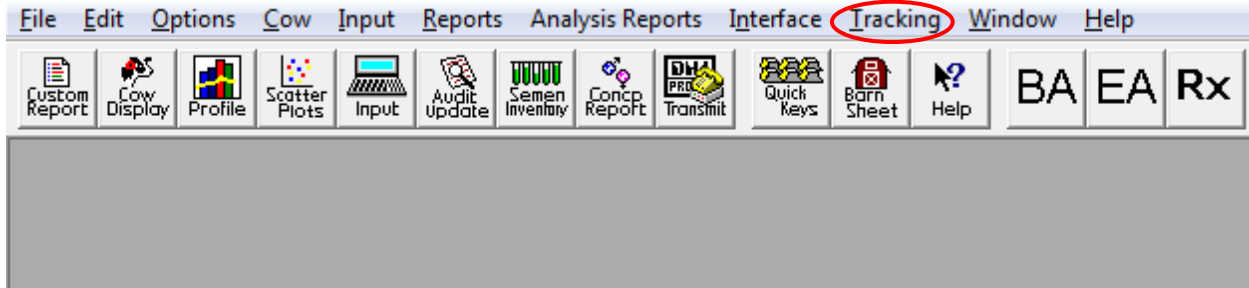 File Edit Options Cow Input Reports Analysis Reports Interface Tracking Window Help
Custom Report
Cow Display
Profile
Scatter Plots
Input
Audit Update
Semen Inventory
Concp Report
DHI PRO Transmit
Quick Keys
Barn Sheet
Help
BA
EA
Rx